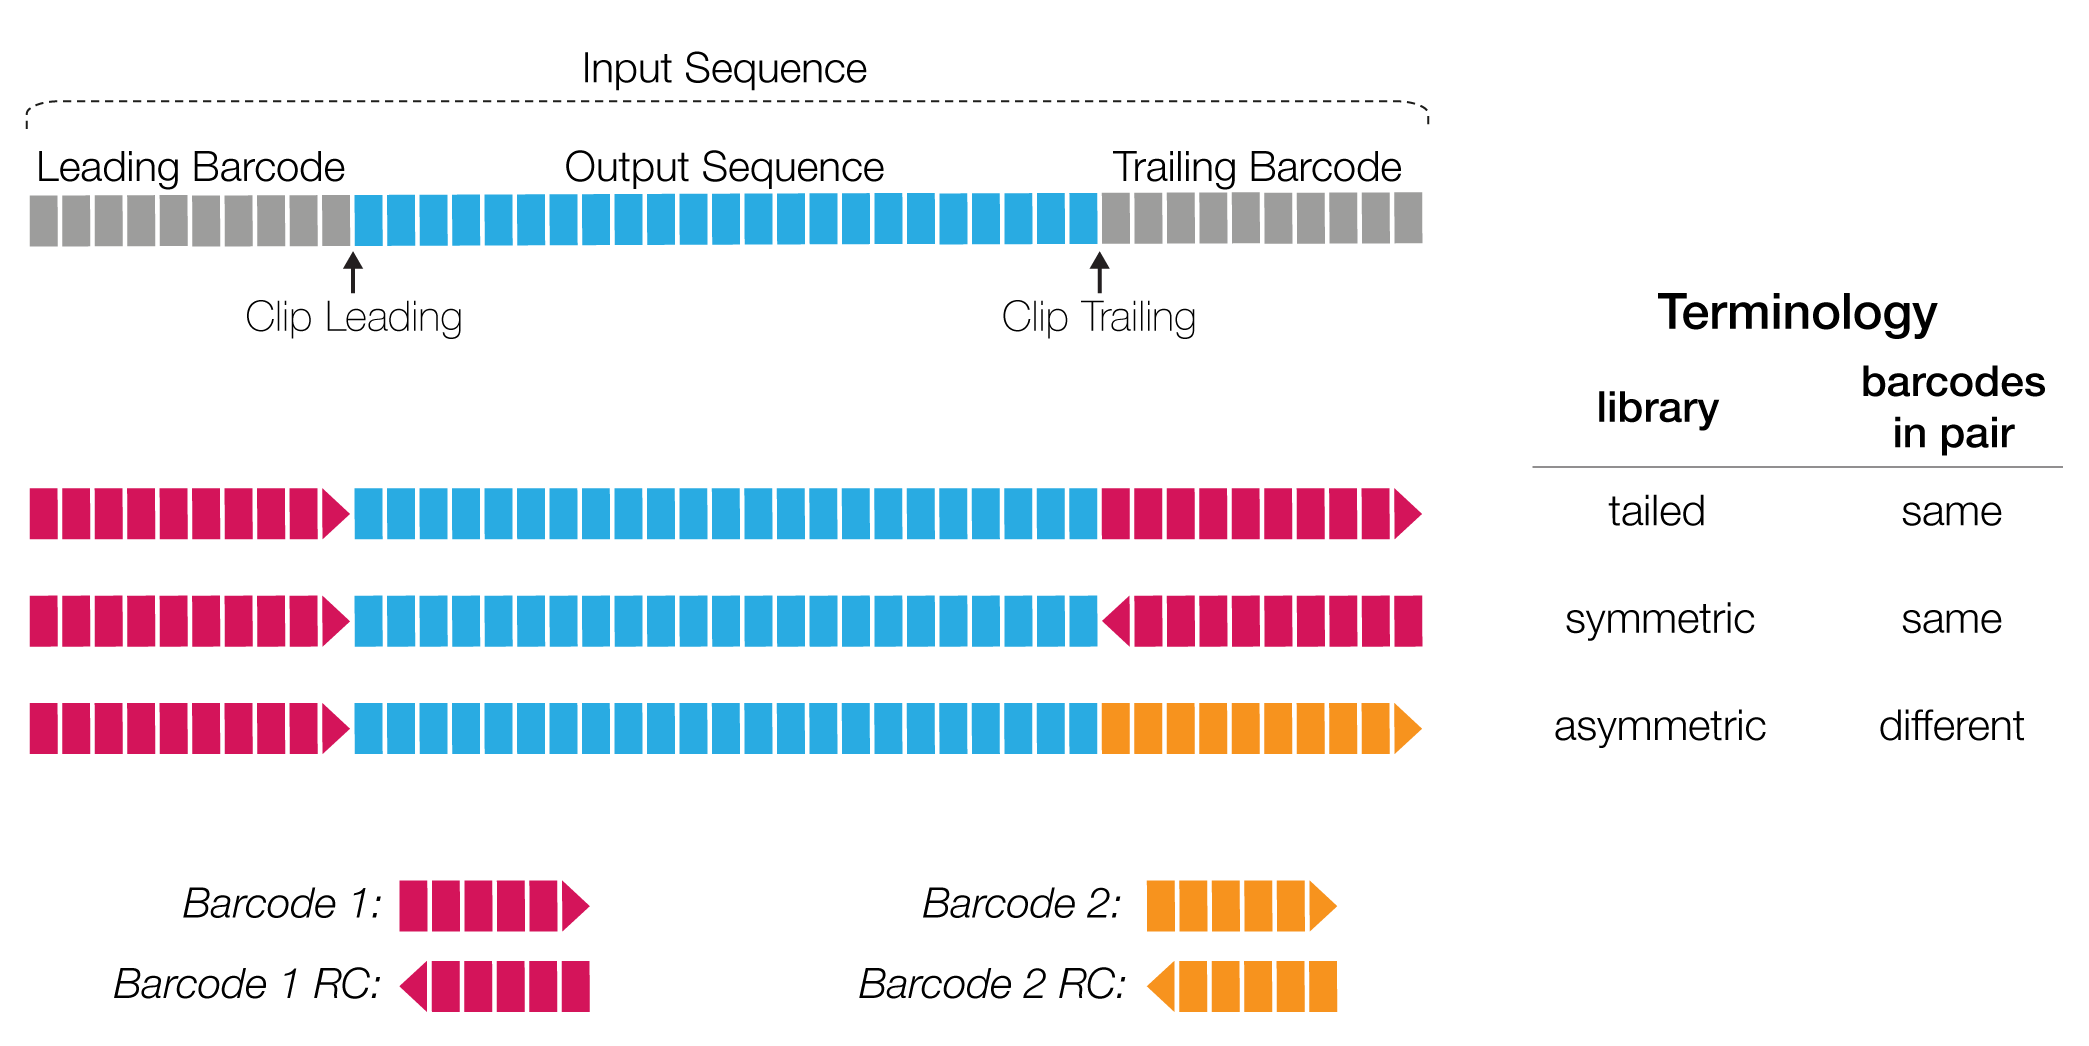 Input Sequence
Leading Barcode Output Sequence Trailing Barcode
Clip Leading Clip Trailing
Terminology
library barcodes in pair
tailed same
symmetric same
asymmetric different
Barcode 1: Barcode 2:
Barcode 1 RC: Barcode 2 RC: